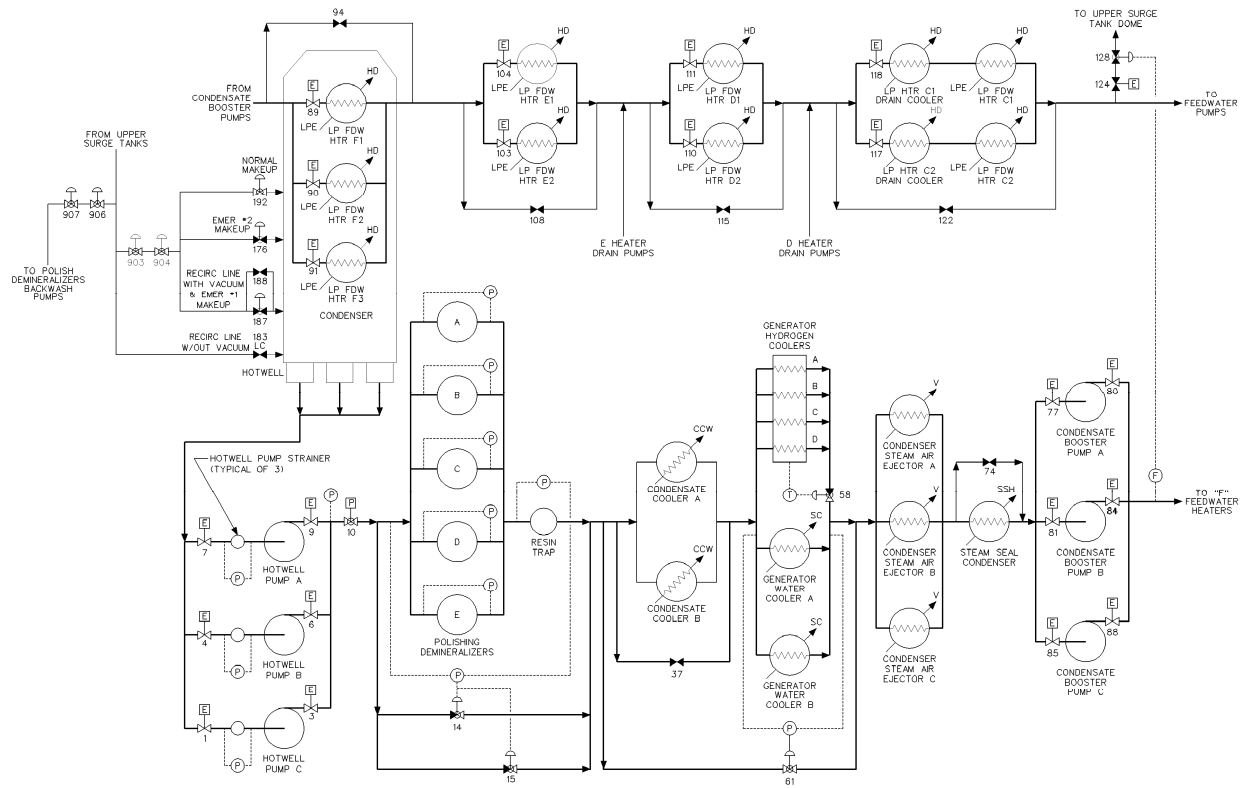 94
TO UPPER SURGE
TANK DOME
E
104
HD
LPE
LP FDW
HTR E1
E
111
HD
LPE
LP FDW
HTR D1
E
118
HD
LP HTR C1
DRAIN COOLER
HD
LPE
LP FDW
HTR C1
128
D
124
E
FROM
CONDENSATE
BOOSTER
PUMPS
E
89
HD
LPE
LP FDW
HTR F1
TO
FEEDWATER
PUMPS
E
103
HD
LPE
LP FDW
HTR E2
E
110
HD
LPE
LP FDW
HTR D2
E
117
HD
LP HTR C2
DRAIN COOLER
HD
LPE
LP FDW
HTR C2
108
115
122
E HEATER
DRAIN PUMPS
D HEATER
DRAIN PUMPS
FROM UPPER
SURGE TANKS
907
906
NORMAL
MAKEUP
192
E
90
HD
LPE
LP FDW
HTR F2
EMER *2
MAKEUP
176
903
904
E
91
HD
LPE
LP FDW
HTR F3
TO POLISH
DEMINERALIZERS
BACKWASH
PUMPS
RECIRC LINE
WITH VACUUM
& EMER *1
MAKEUP
188
187
CONDENSER
RECIRC LINE
W/OUT VACUUM
183
LC
HOTWELL
P
A
P
B
P
C
P
D
P
E
POLISHING
DEMINERALIZERS
GENERATOR
HYDROGEN
COOLERS
A
B
C
D
T
58
HOTWELL PUMP STRAINER
(TYPICAL OF 3)
E
7
P
E
9
HOTWELL
PUMP A
P
P
10
E
4
P
E
6
HOTWELL
PUMP B
E
1
P
E
3
HOTWELL
PUMP C
P
RESIN
TRAP
P
14
15
CCW
CONDENSATE
COOLER A
CCW
CONDENSATE
COOLER B
37
SC
GENERATOR
WATER
COOLER A
SC
GENERATOR
WATER
COOLER B
P
61
V
CONDENSER
STEAM AIR
EJECTOR A
V
CONDENSER
STEAM AIR
EJECTOR B
V
CONDENSER
STEAM AIR
EJECTOR C
74
SSH
STEAM SEAL
CONDENSER
E
77
E
80
CONDENSATE
BOOSTER
PUMP A
E
81
E
84
CONDENSATE
BOOSTER
PUMP B
E
85
E
88
CONDENSATE
BOOSTER
PUMP C
F
TO "F"
FEEDWATER
HEATERS